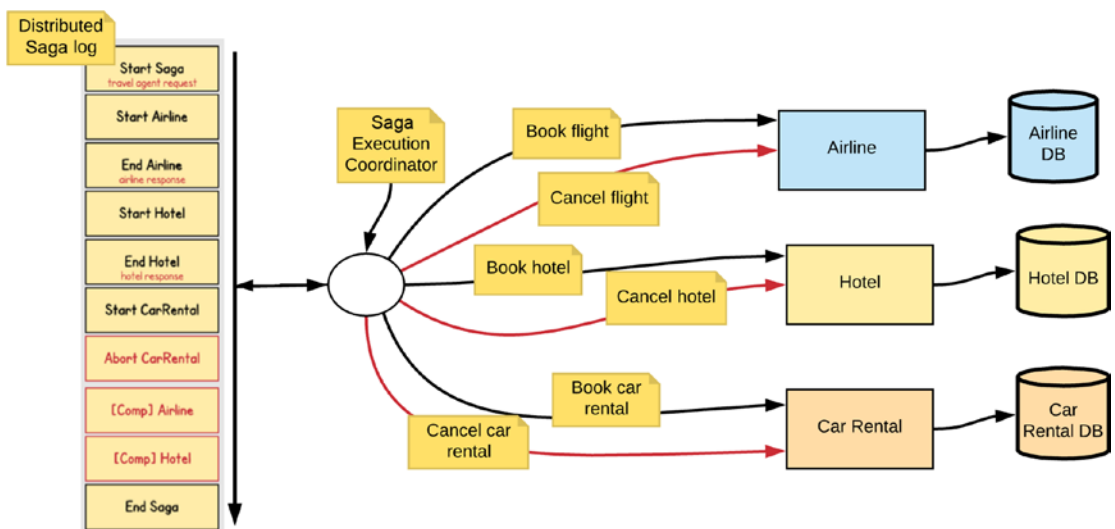 Distributed
Saga log
Start Saga
travel agent request
Start Airline
End Airline
airline response
Start Hotel
End Hotel
hotel response
Start CarRental
Abort CarRental
[Comp] Airline
[Comp] Hotel
End Saga
Saga
Execution
Coordinator
Book flight
Cancel flight
Book hotel
Cancel hotel
Book car
rental
Cancel car
rental
Airline
Hotel
Car Rental
Airline
DB
Hotel DB
Car
Rental DB